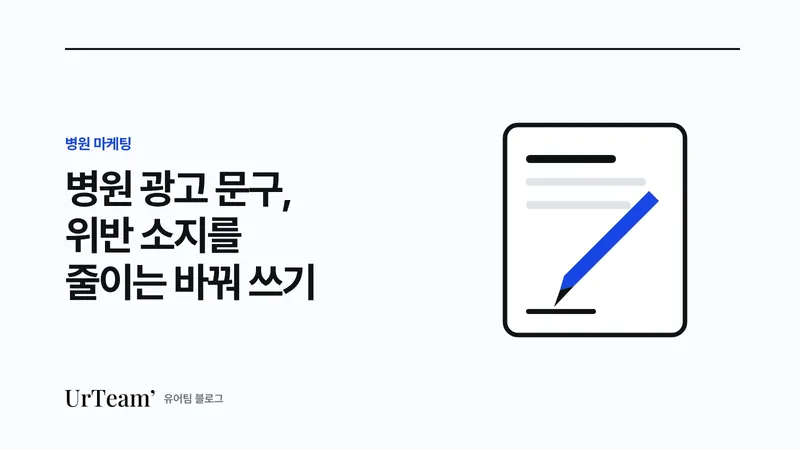 병원 마케팅
병원 광고 문구,
위반 소지를
줄이는 바꿔 쓰기
UrTeam’ 유어팀 블로그